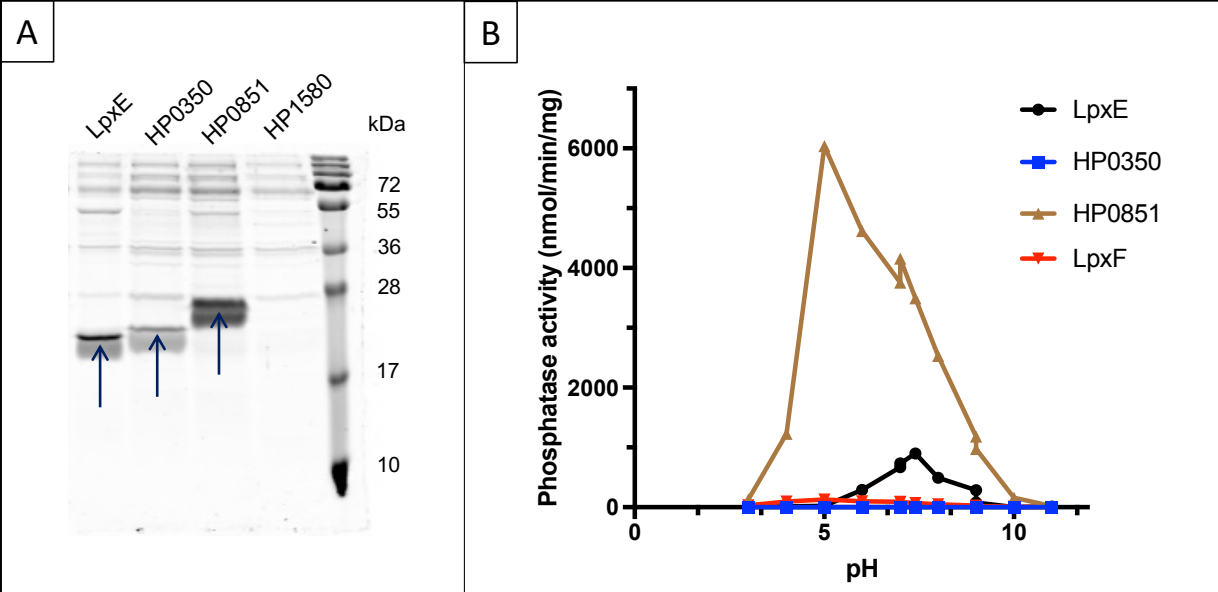 A
LpxE
HP0350
HP0851
HP1580
kDa
72
55
36
28
17
10
B
Phosphatase activity (nmol/min/mg)
6000
4000
2000
0
0
5
10
pH
LpxE
HP0350
HP0851
LpxF